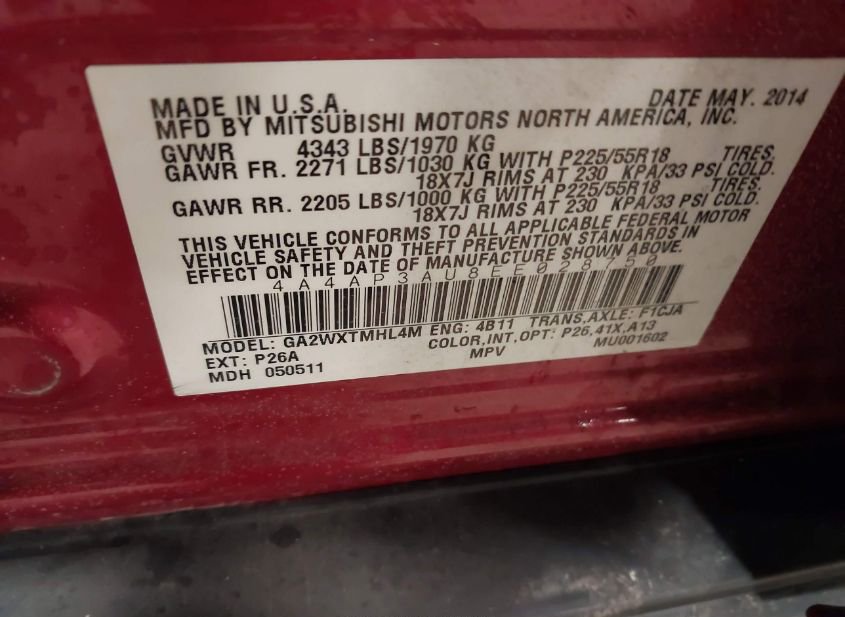 MADE IN U.S.A. DATE MAY. 2014
MFD BY MITSUBISHI MOTORS NORTH AMERICA, INC.
GVWR 4343 LBS/1970 KG
GAWR FR. 2271 LBS/1030 KG WITH P225/55R18 TIRES.
18X7J RIMS AT 230 KPA/33 PSI COLD.
GAWR RR. 2205 LBS/1000 KG WITH P225/55R18 TIRES.
18X7J RIMS AT 230 KPA/33 PSI COLD.
THIS VEHICLE CONFORMS TO ALL APPLICABLE FEDERAL MOTOR
VEHICLE SAFETY AND THEFT PREVENTION STANDARDS IN
EFFECT ON THE DATE OF MANUFACTURE SHOWN ABOVE.
4A4AP3AU8EE028750
MODEL: GA2WXTMHL4M ENG: 4B11 TRANS,AXLE: F1CJA
EXT: P26A COLOR,INT,OPT: P26,41X,A13
MDH 050511 MPV MU001602